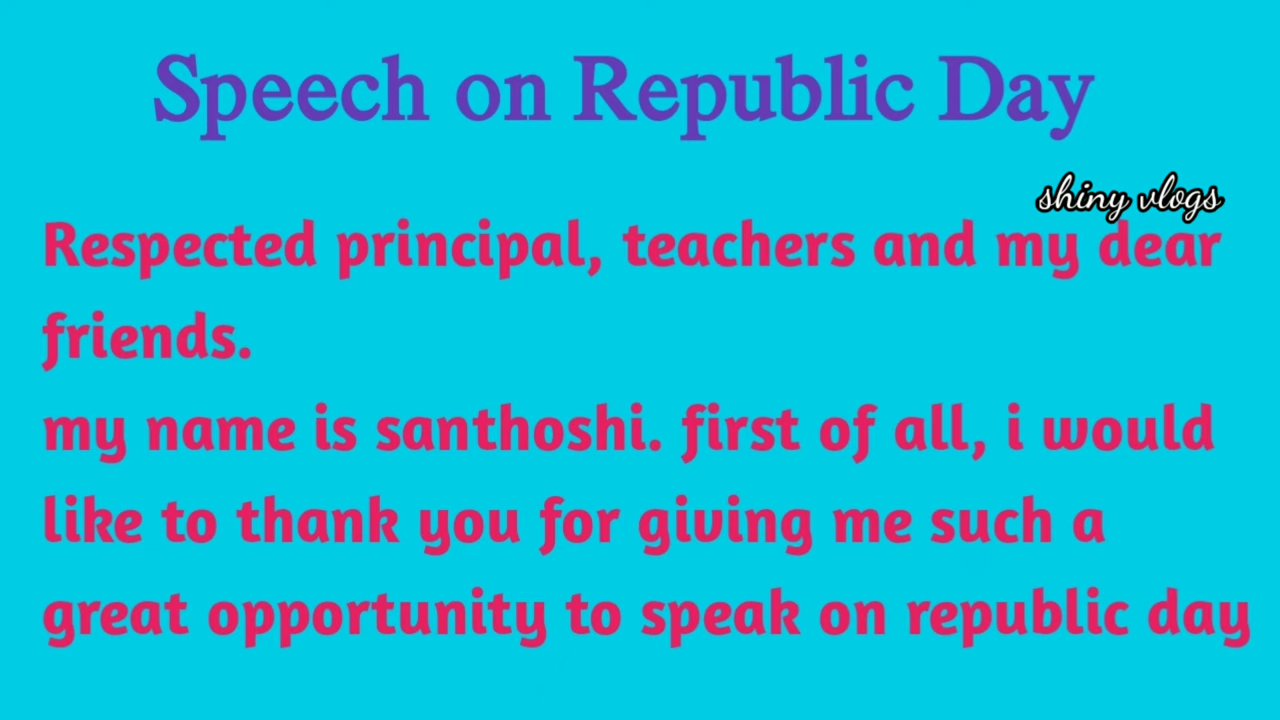 Speech on Republic Day
shiny vlogs
Respected principal, teachers and my dear
friends.
my name is santhoshi. first of all, i would
like to thank you for giving me such a
great opportunity to speak on republic day